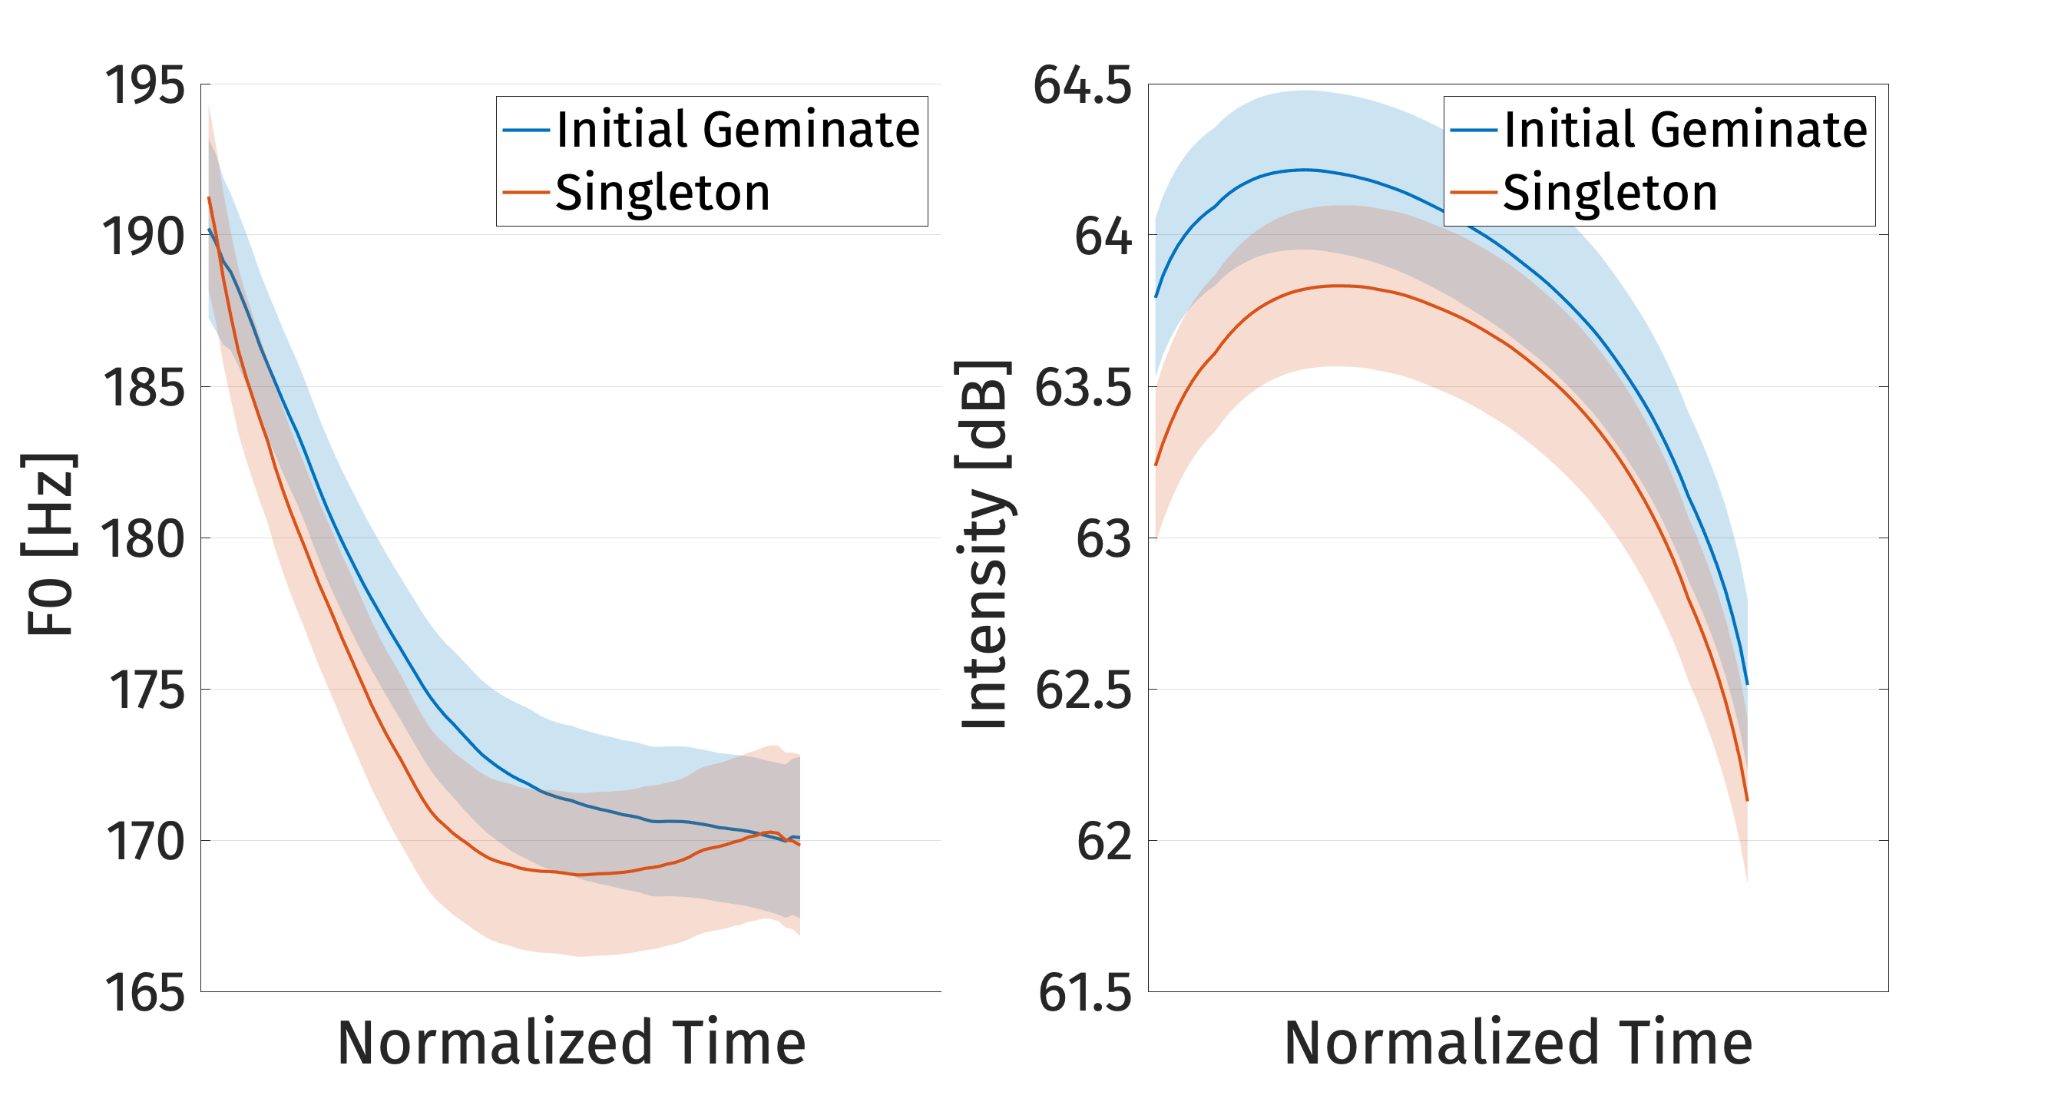 F0 [Hz]
195
190
185
180
175
170
165
Initial Geminate
Singleton
Normalized Time
Intensity [dB]
64.5
64
63.5
63
62.5
62
61.5
Initial Geminate
Singleton
Normalized Time